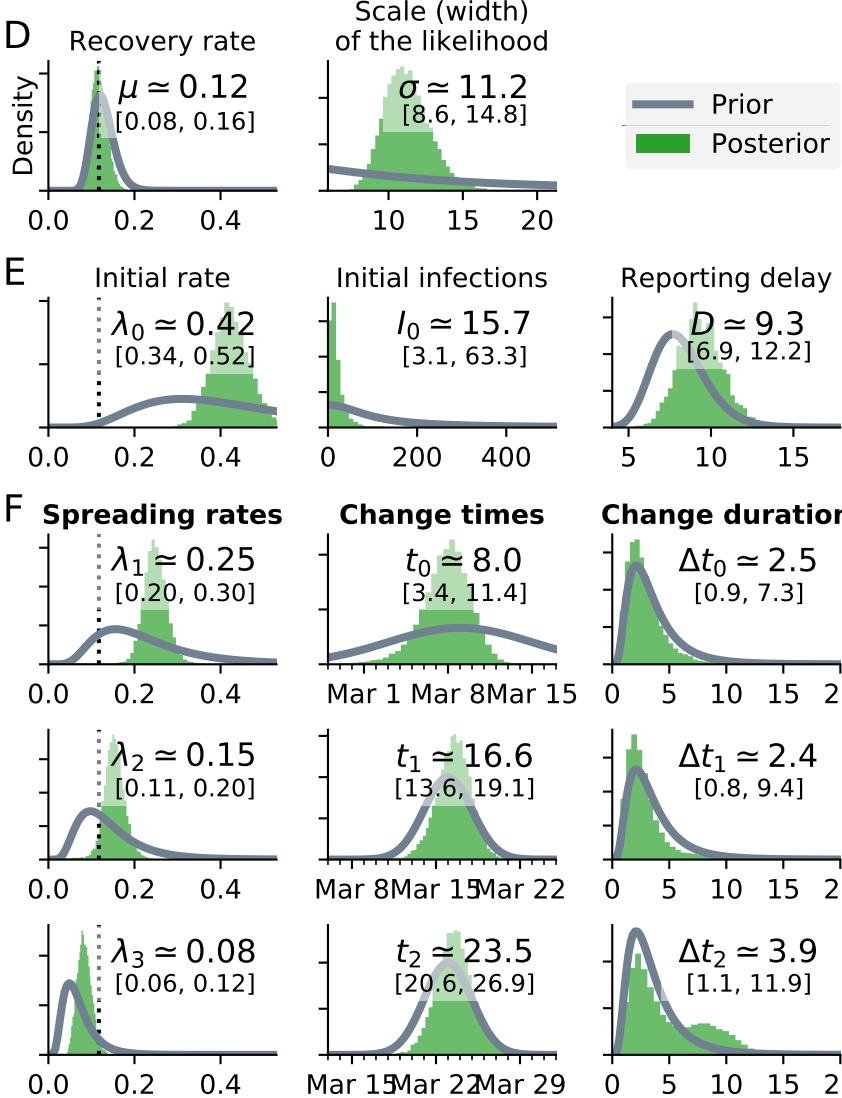 D
Recovery rate
Scale (width)
of the likelihood
Density
μ ≃ 0.12
[0.08, 0.16]
σ ≃ 11.2
[8.6, 14.8]
Prior
Posterior
0.0 0.2 0.4
10 15 20
E
Initial rate
Initial infections
Reporting delay
λ0 ≃ 0.42
[0.34, 0.52]
I0 ≃ 15.7
[3.1, 63.3]
D ≃ 9.3
[6.9, 12.2]
0.0 0.2 0.4
0 200 400
5 10 15
F
Spreading rates
Change times
Change duration
λ1 ≃ 0.25
[0.20, 0.30]
t0 ≃ 8.0
[3.4, 11.4]
Δt0 ≃ 2.5
[0.9, 7.3]
0.0 0.2 0.4
Mar 1 Mar 8 Mar 15
0 5 10 15 2
λ2 ≃ 0.15
[0.11, 0.20]
t1 ≃ 16.6
[13.6, 19.1]
Δt1 ≃ 2.4
[0.8, 9.4]
0.0 0.2 0.4
Mar 8 Mar 15 Mar 22
0 5 10 15 2
λ3 ≃ 0.08
[0.06, 0.12]
t2 ≃ 23.5
[20.6, 26.9]
Δt2 ≃ 3.9
[1.1, 11.9]
0.0 0.2 0.4
Mar 15 Mar 22 Mar 29
0 5 10 15 2